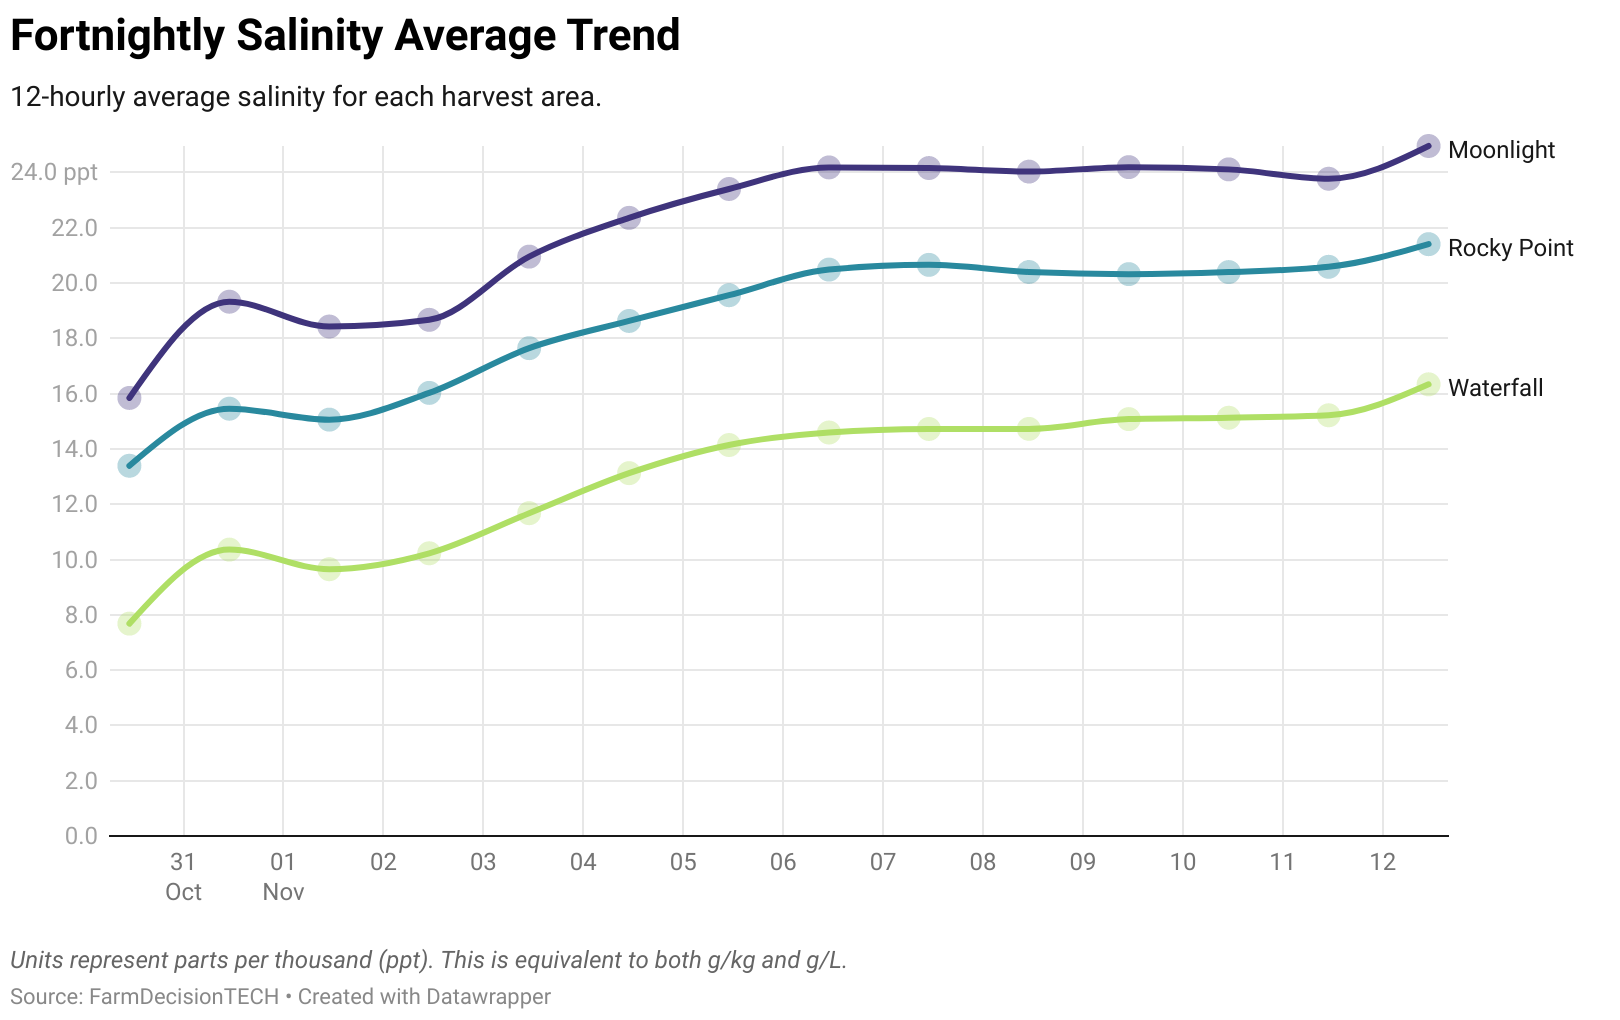 Fortnightly Salinity Average Trend
12-hourly average salinity for each harvest area.
24.0 ppt
22.0
20.0
18.0
16.0
14.0
12.0
10.0
8.0
6.0
4.0
2.0
0.0
Moonlight
Rocky Point
Waterfall
31 01 02 03 04 05 06 07 08 09 10 11 12
Oct Nov
Units represent parts per thousand (ppt). This is equivalent to both g/kg and g/L.
Source: FarmDecisionTECH • Created with Datawrapper